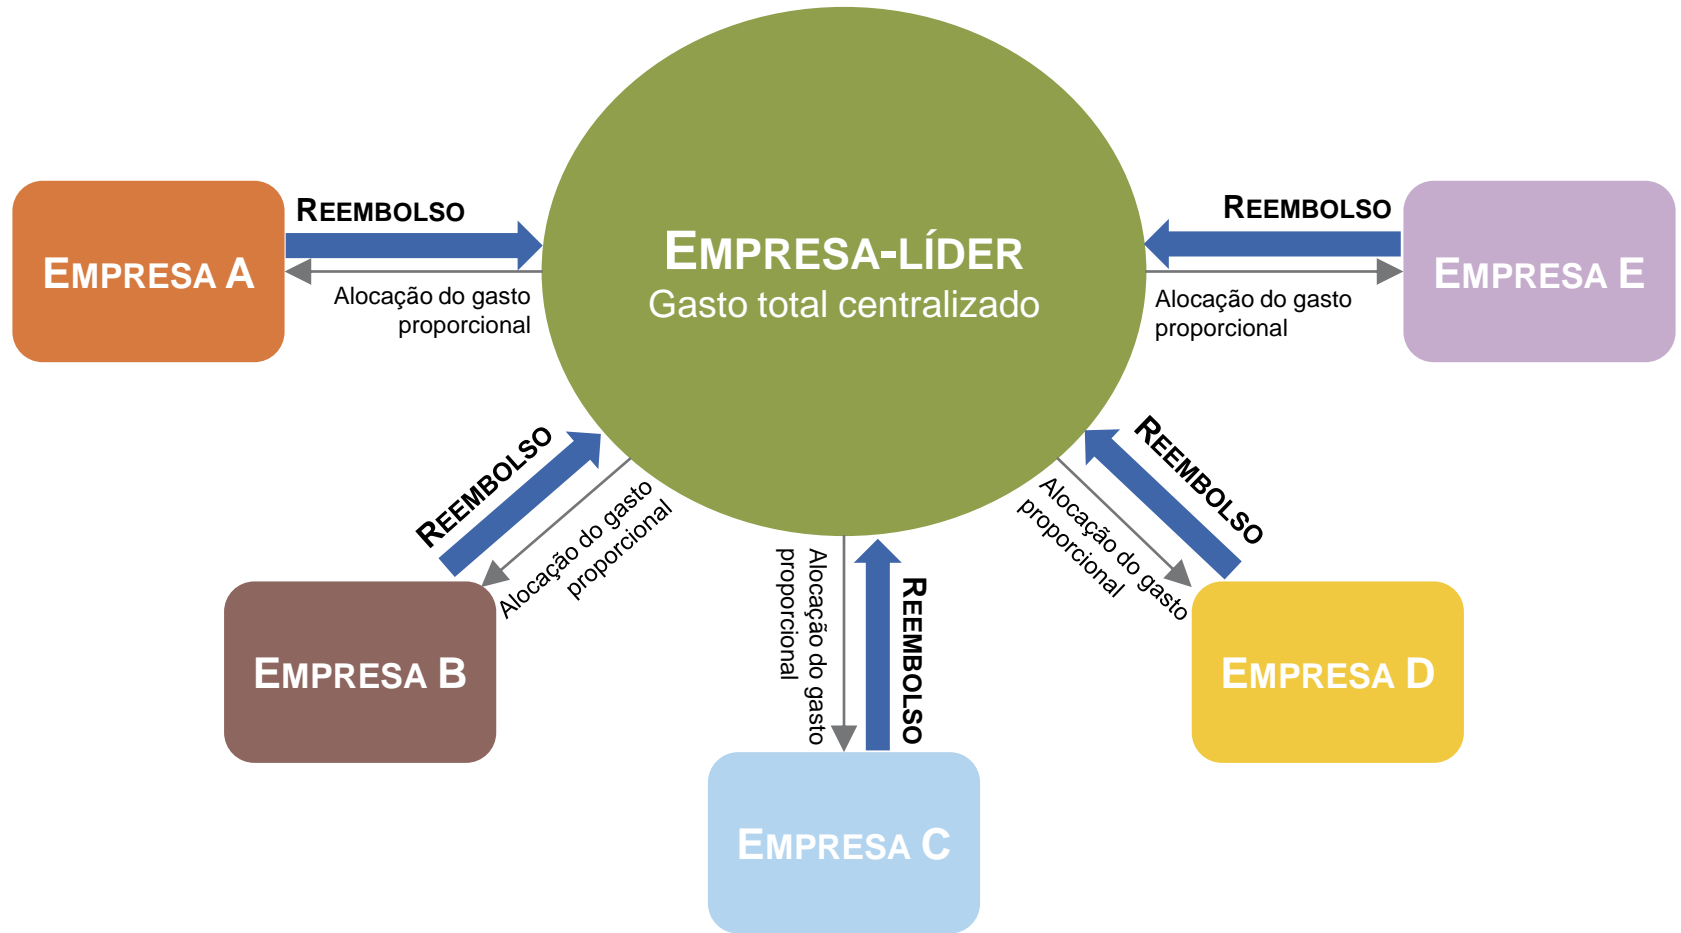 EMPRESA-LÍDER
Gasto total centralizado
EMPRESA A
REEMBOLSO
Alocação do gasto
proporcional
EMPRESA B
REEMBOLSO
Alocação do gasto
proporcional
EMPRESA C
REEMBOLSO
Alocação do gasto
proporcional
EMPRESA D
REEMBOLSO
Alocação do gasto
proporcional
EMPRESA E
REEMBOLSO
Alocação do gasto
proporcional